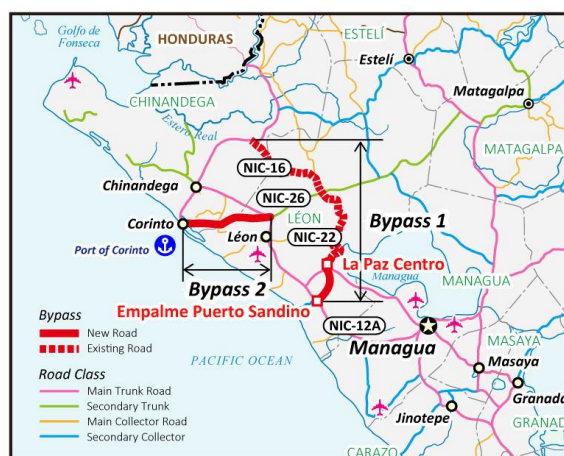 Golfo de
Fonseca
HONDURAS
ESTELÍ
Estelí
CHINANDEGA
Matagalpa
Estero Real
MATAGALPA
NIC-16
Chinandega
NIC-26
LÉON
Bypass 1
Corinto
NIC-22
Port of Corinto
Léon
La Paz Centro
Managua
MANAGUA
Bypass 2
Empalme Puerto Sandino
NIC-12A
Bypass
New Road
Existing Road
Managua
MASAYA
Masaya
PACIFIC OCEAN
Road Class
Main Trunk Road
Secondary Trunk
Main Collector Road
Secondary Collector
Granada
Jinotepe
GRANAD
CARAZO